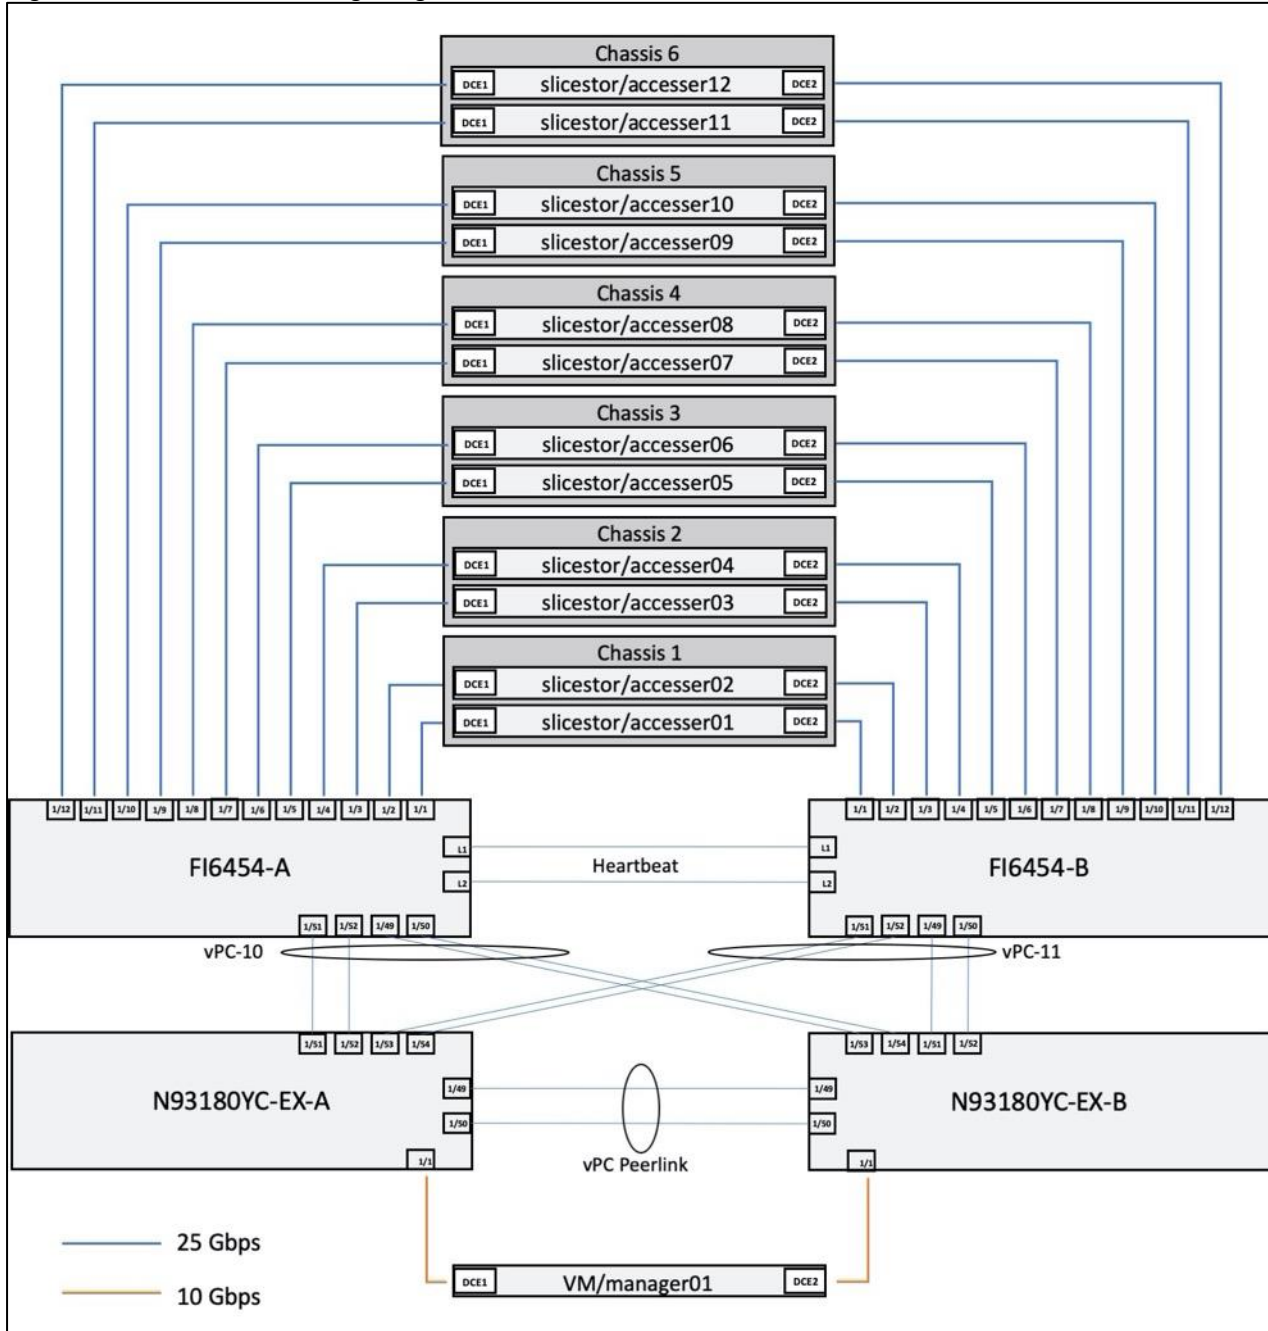 Chassis 6
DCE1 slicestor/accesser12 DCE2
DCE1 slicestor/accesser11 DCE2
Chassis 5
DCE1 slicestor/accesser10 DCE2
DCE1 slicestor/accesser09 DCE2
Chassis 4
DCE1 slicestor/accesser08 DCE2
DCE1 slicestor/accesser07 DCE2
Chassis 3
DCE1 slicestor/accesser06 DCE2
DCE1 slicestor/accesser05 DCE2
Chassis 2
DCE1 slicestor/accesser04 DCE2
DCE1 slicestor/accesser03 DCE2
Chassis 1
DCE1 slicestor/accesser02 DCE2
DCE1 slicestor/accesser01 DCE2
1/12 1/11 1/10 1/9 1/8 1/7 1/6 1/5 1/4 1/3 1/2 1/1
1/1 1/2 1/3 1/4 1/5 1/6 1/7 1/8 1/9 1/10 1/11 1/12
L1 L1
FI6454-A Heartbeat FI6454-B
L2 L2
1/51 1/52 1/49 1/50
1/51 1/52 1/49 1/50
vPC-10 vPC-11
1/51 1/52 1/53 1/54
1/53 1/54 1/51 1/52
1/49 1/49
N93180YC-EX-A N93180YC-EX-B
1/50 1/50
1/1 vPC Peerlink 1/1
25 Gbps
DCE1 VM/manager01 DCE2
10 Gbps